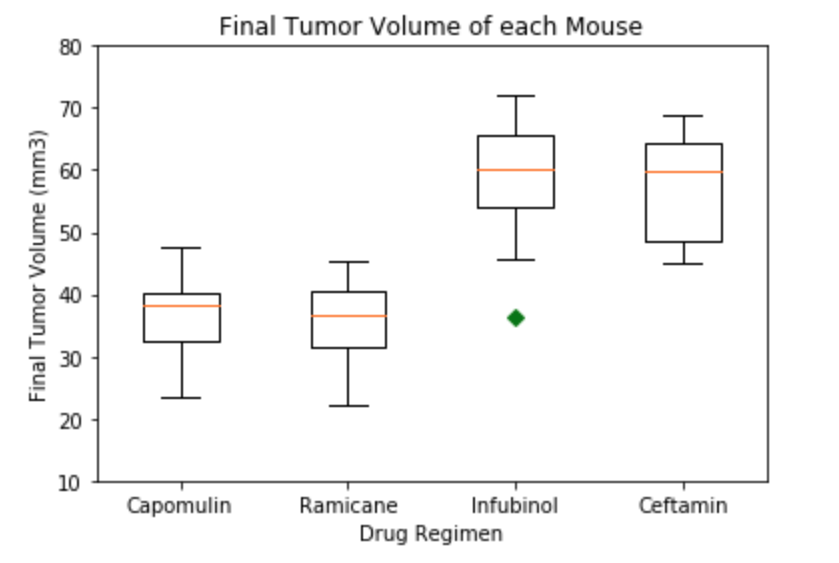 Final Tumor Volume of each Mouse
Final Tumor Volume (mm3)
80
70
60
50
40
30
20
10
Capomulin Ramicane Infubinol Ceftamin
Drug Regimen